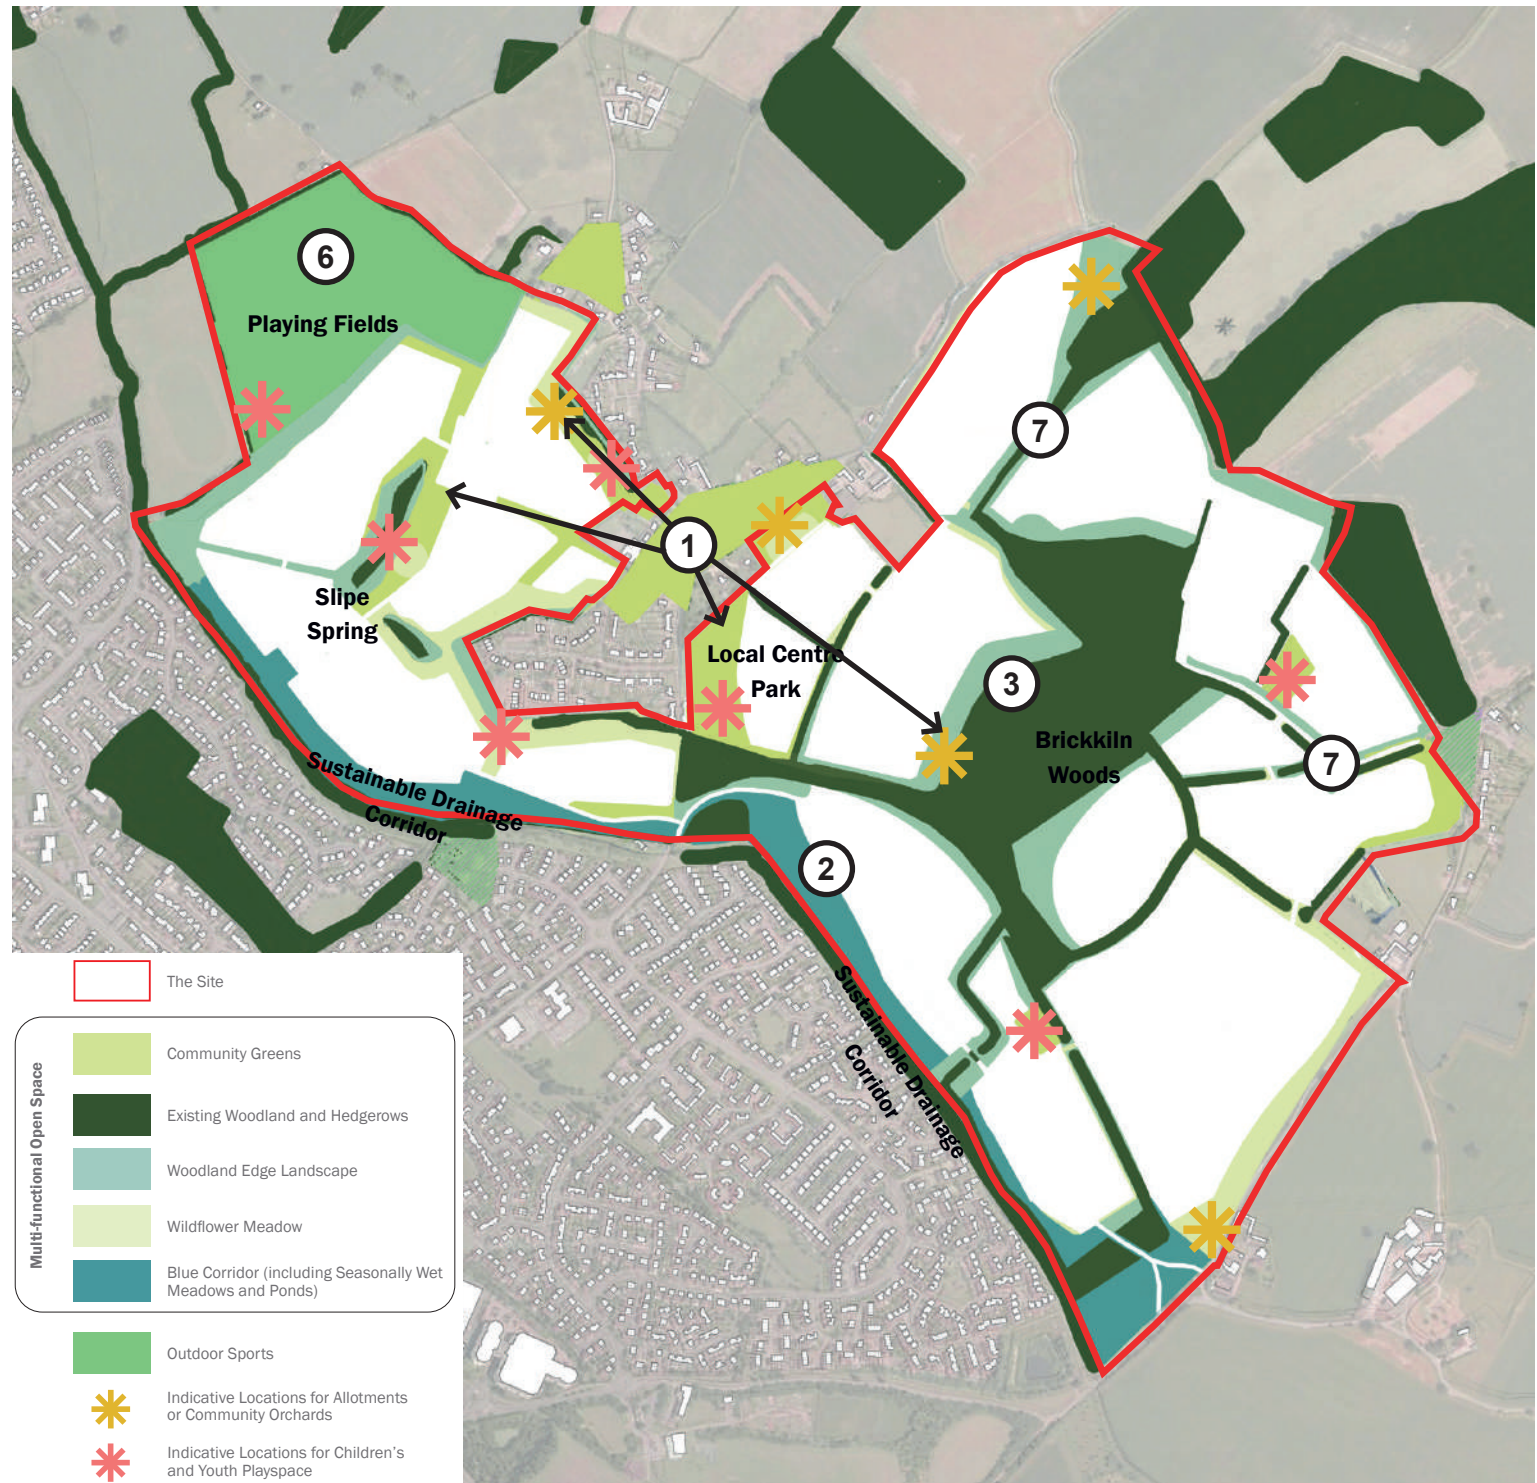 6
Playing Fields
7
1
Slipe
Spring
Local Centre
Park
3
Brickkiln
Woods
7
Sustainable Drainage
Corridor
2
Sustainable Drainage
Corridor
The Site
Multi-functional Open Space
Community Greens
Existing Woodland and Hedgerows
Woodland Edge Landscape
Wildflower Meadow
Blue Corridor (including Seasonally Wet
Meadows and Ponds)
Outdoor Sports
Indicative Locations for Allotments
or Community Orchards
Indicative Locations for Children's
and Youth Playspace